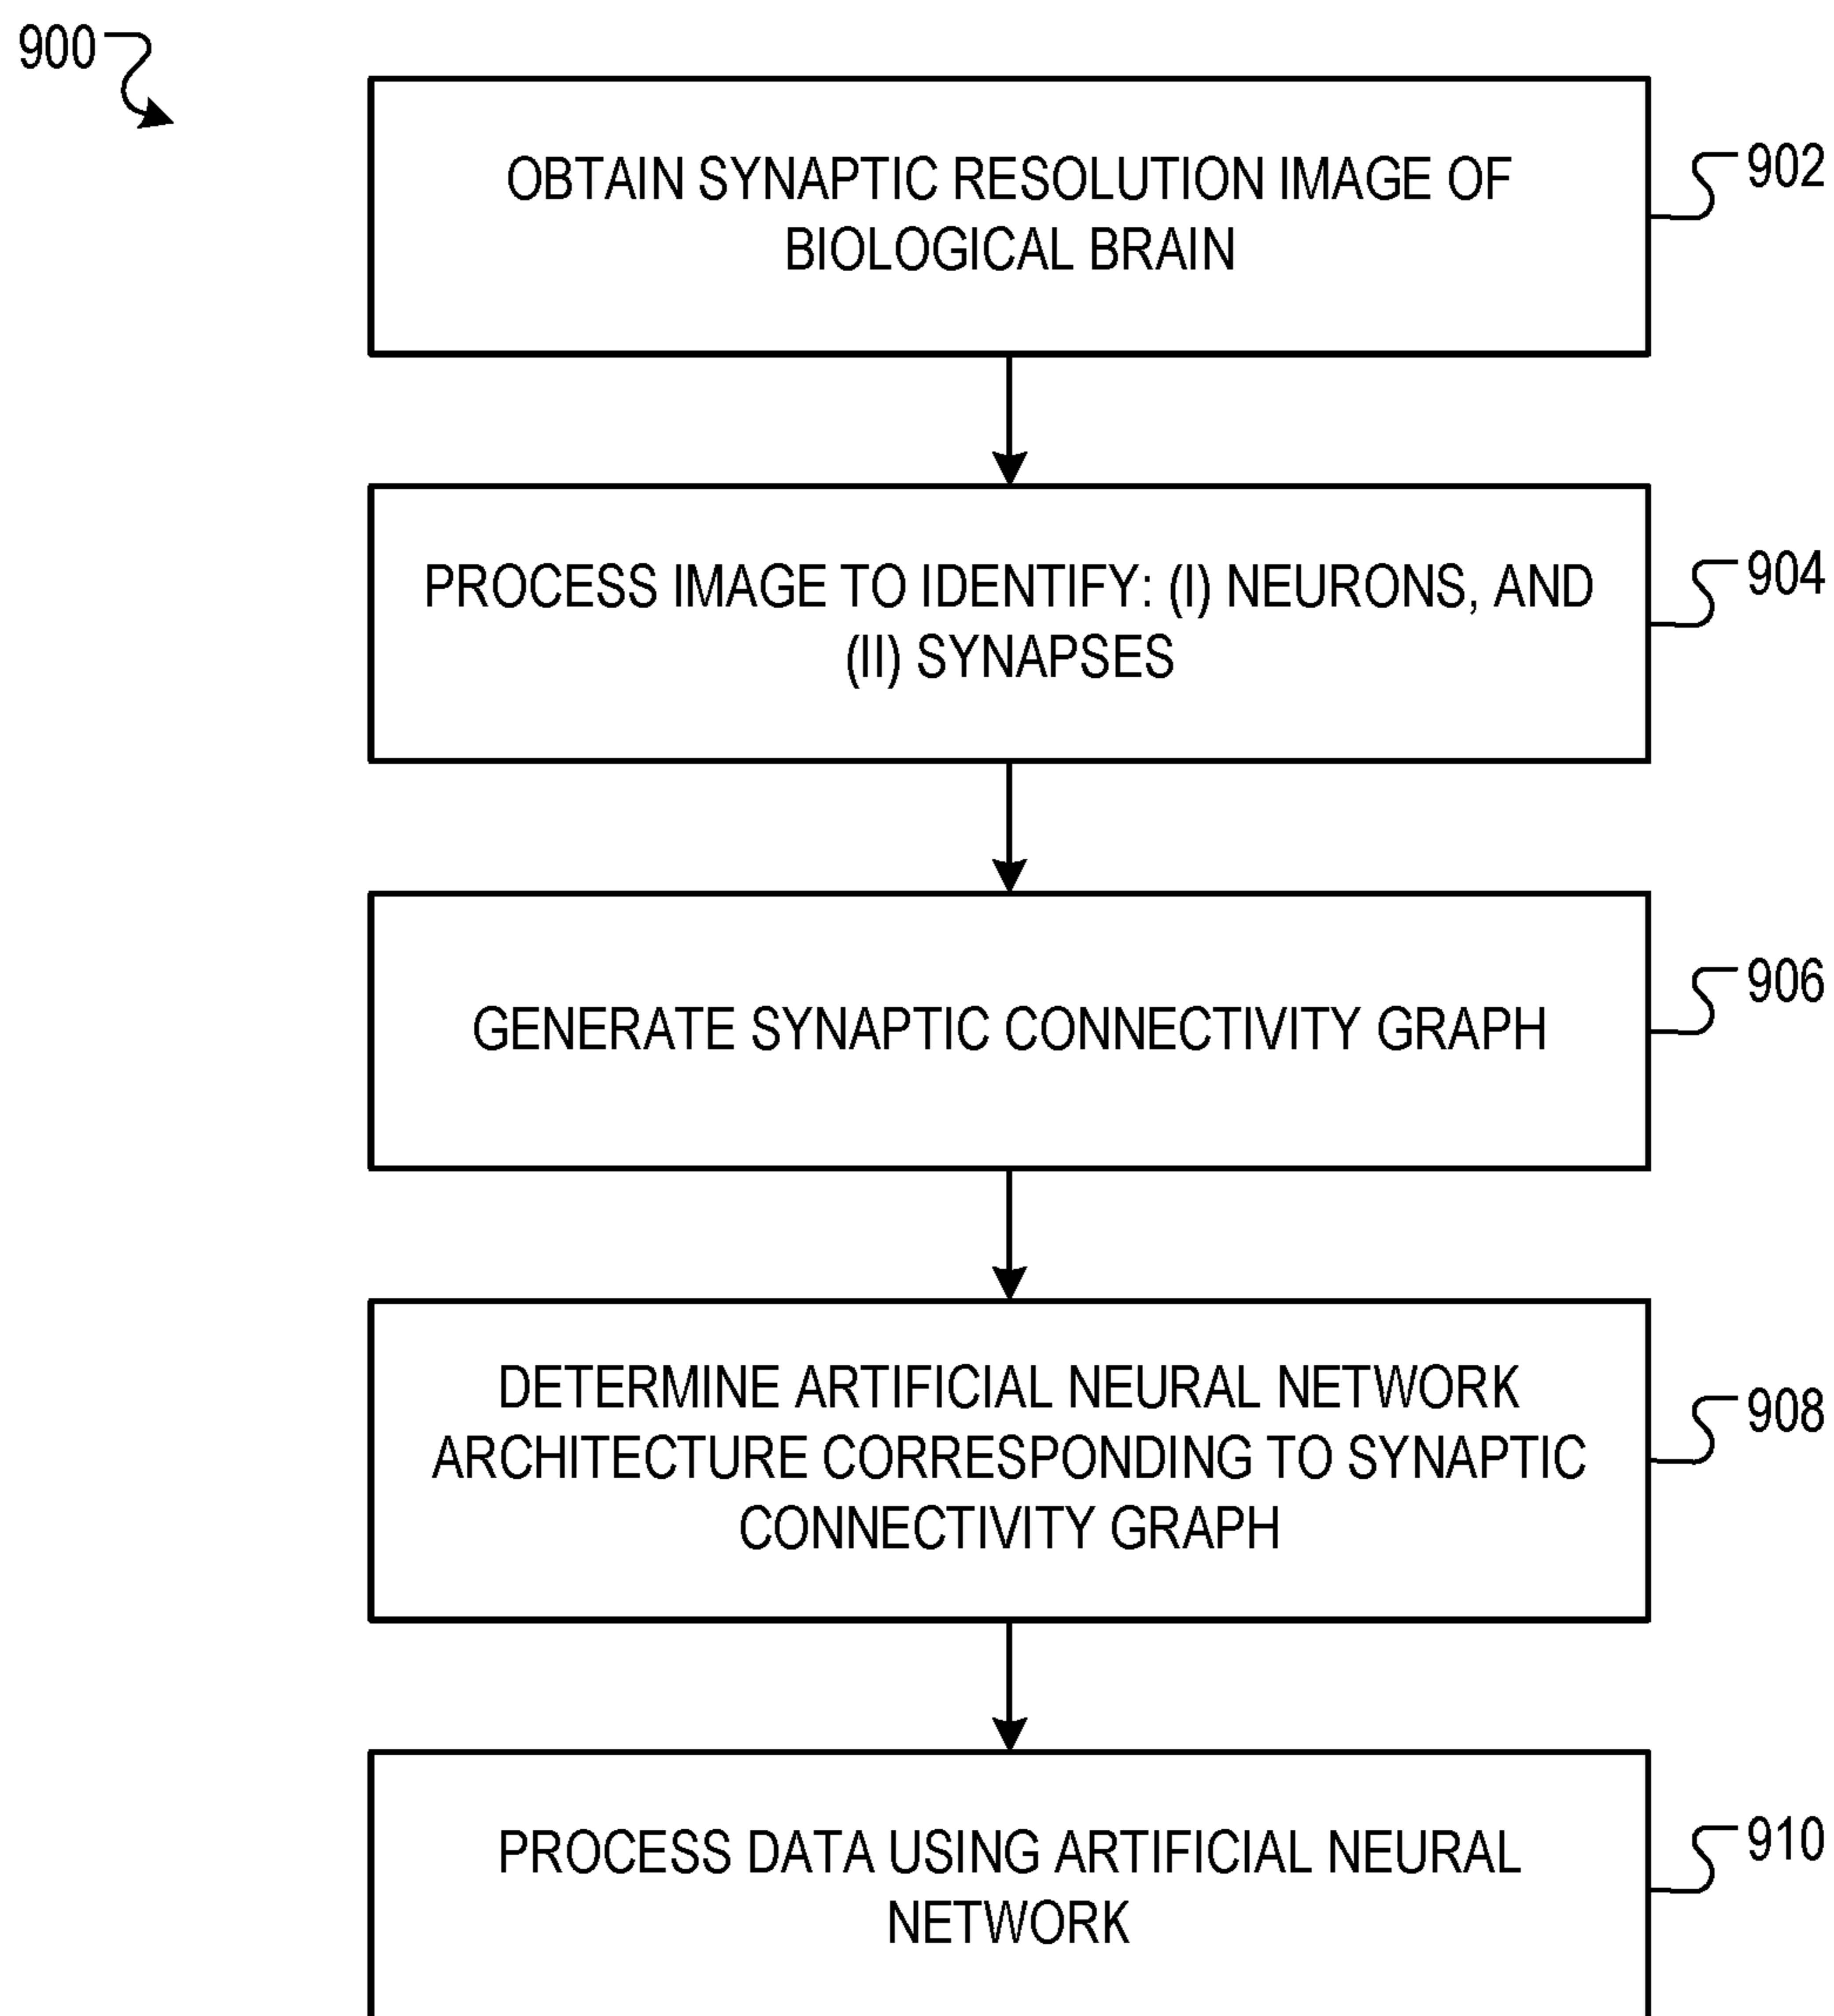 900
OBTAIN SYNAPTIC RESOLUTION IMAGE OF
BIOLOGICAL BRAIN
902
PROCESS IMAGE TO IDENTIFY: (I) NEURONS, AND
(II) SYNAPSES
904
GENERATE SYNAPTIC CONNECTIVITY GRAPH
906
DETERMINE ARTIFICIAL NEURAL NETWORK
ARCHITECTURE CORRESPONDING TO SYNAPTIC
CONNECTIVITY GRAPH
908
PROCESS DATA USING ARTIFICIAL NEURAL
NETWORK
910